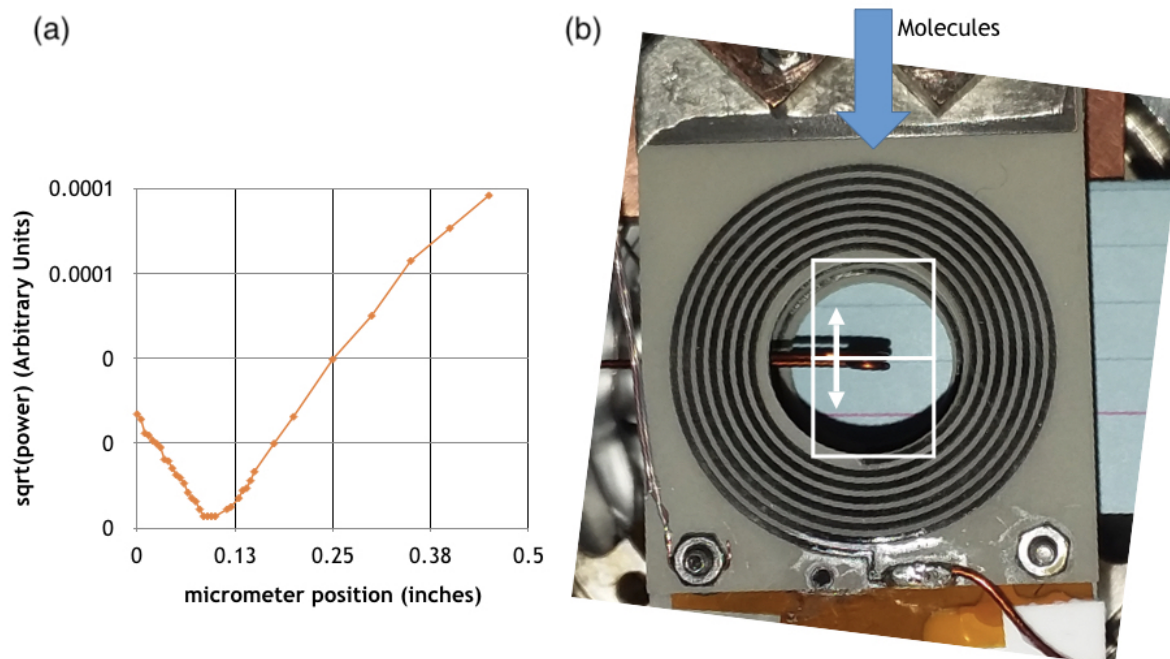 (a)
sqrt(power) (Arbitrary Units)
0.0001
0.0001
0
0
0
0
0.13
0.25
0.38
0.5
micrometer position (inches)
(b)
Molecules